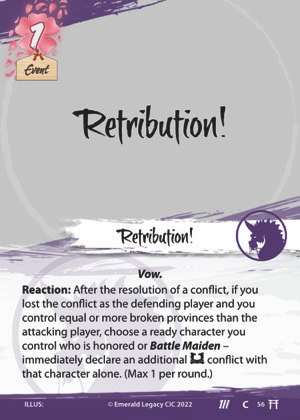 1
Event
Retribution!
Retribution!
Vow.
Reaction: After the resolution of a conflict, if you
lost the conflict as the defending player and you
control equal or more broken provinces than the
attacking player, choose a ready character you
control who is honored or Battle Maiden –
immediately declare an additional conflict with
that character alone. (Max 1 per round.)
ILLUS: © Emerald Legacy CIC 2022 C 56